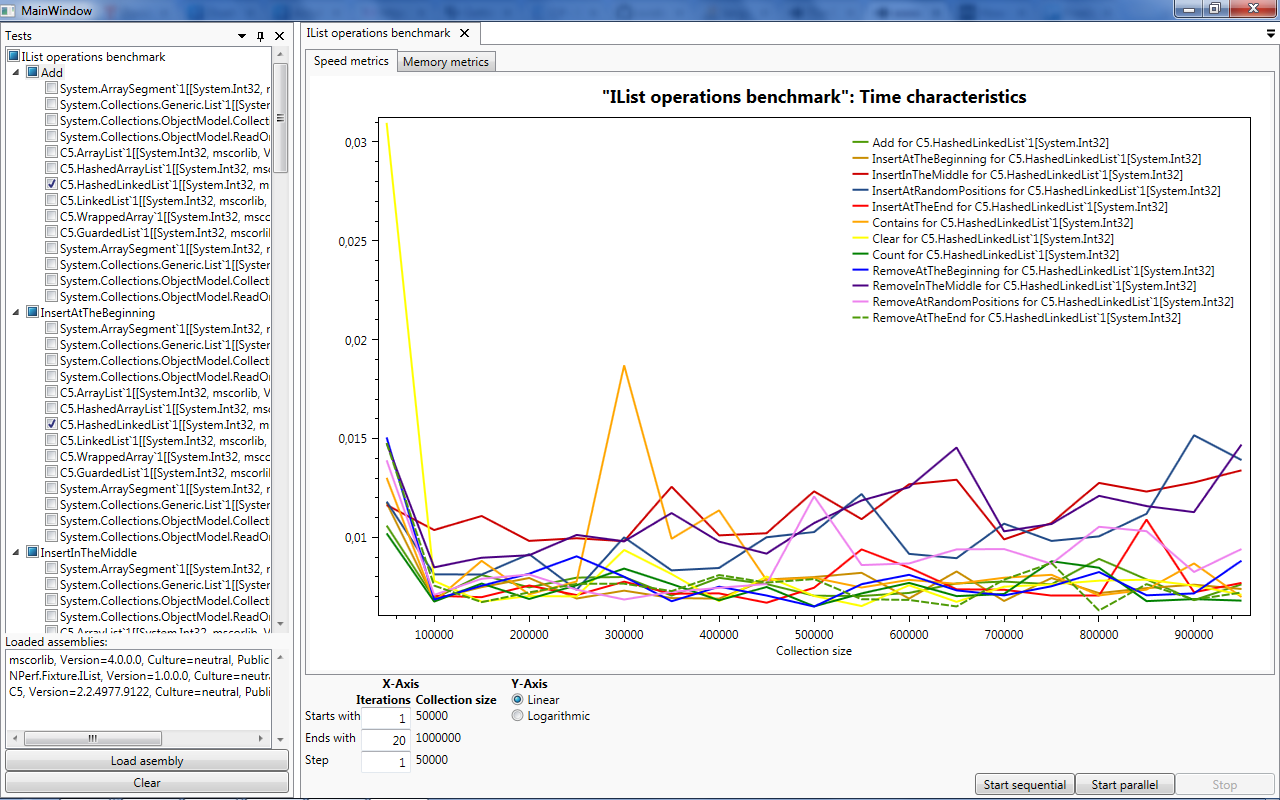 MainWindow
Tests
IList operations benchmark
Add
System.ArraySegment`1[[System.Int32, r
System.Collections.Generic.List`1[[Syster
System.Collections.ObjectModel.Collect
System.Collections.ObjectModel.ReadOr
C5.ArrayList`1[[System.Int32, mscorlib, V
C5.HashedArrayList`1[[System.Int32, msc
C5.HashedLinkedList`1[[System.Int32, m
C5.LinkedList`1[[System.Int32, mscorlib,
C5.WrappedArray`1[[System.Int32, mscc
C5.GuardedList`1[[System.Int32, mscorlil
System.ArraySegment`1[[System.Int32, r
System.Collections.Generic.List`1[[Syster
System.Collections.ObjectModel.Collect
System.Collections.ObjectModel.ReadOr
InsertAtTheBeginning
System.ArraySegment`1[[System.Int32, r
System.Collections.Generic.List`1[[Syster
System.Collections.ObjectModel.Collect
System.Collections.ObjectModel.ReadOr
C5.ArrayList`1[[System.Int32, mscorlib, V
C5.HashedArrayList`1[[System.Int32, msc
C5.HashedLinkedList`1[[System.Int32, m
C5.LinkedList`1[[System.Int32, mscorlib,
C5.WrappedArray`1[[System.Int32, mscc
C5.GuardedList`1[[System.Int32, mscorlil
System.ArraySegment`1[[System.Int32, r
System.Collections.Generic.List`1[[Syster
System.Collections.ObjectModel.Collect
System.Collections.ObjectModel.ReadOr
InsertInTheMiddle
System.ArraySegment`1[[System.Int32, r
System.Collections.Generic.List`1[[Syster
System.Collections.ObjectModel.Collect
System.Collections.ObjectModel.ReadOr
C5.ArrayList`1[[System.Int32, mscorlib, V
Loaded assemblies:
mscorlib, Version=4.0.0.0, Culture=neutral, Public
NPerf.Fixture.IList, Version=1.0.0.0, Culture=neutra
C5, Version=2.2.4977.9122, Culture=neutral, Publi
Load asembly
Clear
IList operations benchmark
Speed metrics
Memory metrics
"IList operations benchmark": Time characteristics
0,03
0,025
0,02
0,015
0,01
Add for C5.HashedLinkedList`1[System.Int32]
InsertAtTheBeginning for C5.HashedLinkedList`1[System.Int32]
InsertInTheMiddle for C5.HashedLinkedList`1[System.Int32]
InsertAtRandomPositions for C5.HashedLinkedList`1[System.Int32]
InsertAtTheEnd for C5.HashedLinkedList`1[System.Int32]
Contains for C5.HashedLinkedList`1[System.Int32]
Clear for C5.HashedLinkedList`1[System.Int32]
Count for C5.HashedLinkedList`1[System.Int32]
RemoveAtTheBeginning for C5.HashedLinkedList`1[System.Int32]
RemoveInTheMiddle for C5.HashedLinkedList`1[System.Int32]
RemoveAtRandomPositions for C5.HashedLinkedList`1[System.Int32]
RemoveAtTheEnd for C5.HashedLinkedList`1[System.Int32]
100000 200000 300000 400000 500000 600000 700000 800000 900000
Collection size
X-Axis Y-Axis
Iterations Collection size Linear
Starts with 1 50000 Logarithmic
Ends with 20 1000000
Step 1 50000
Start sequential Start parallel Stop